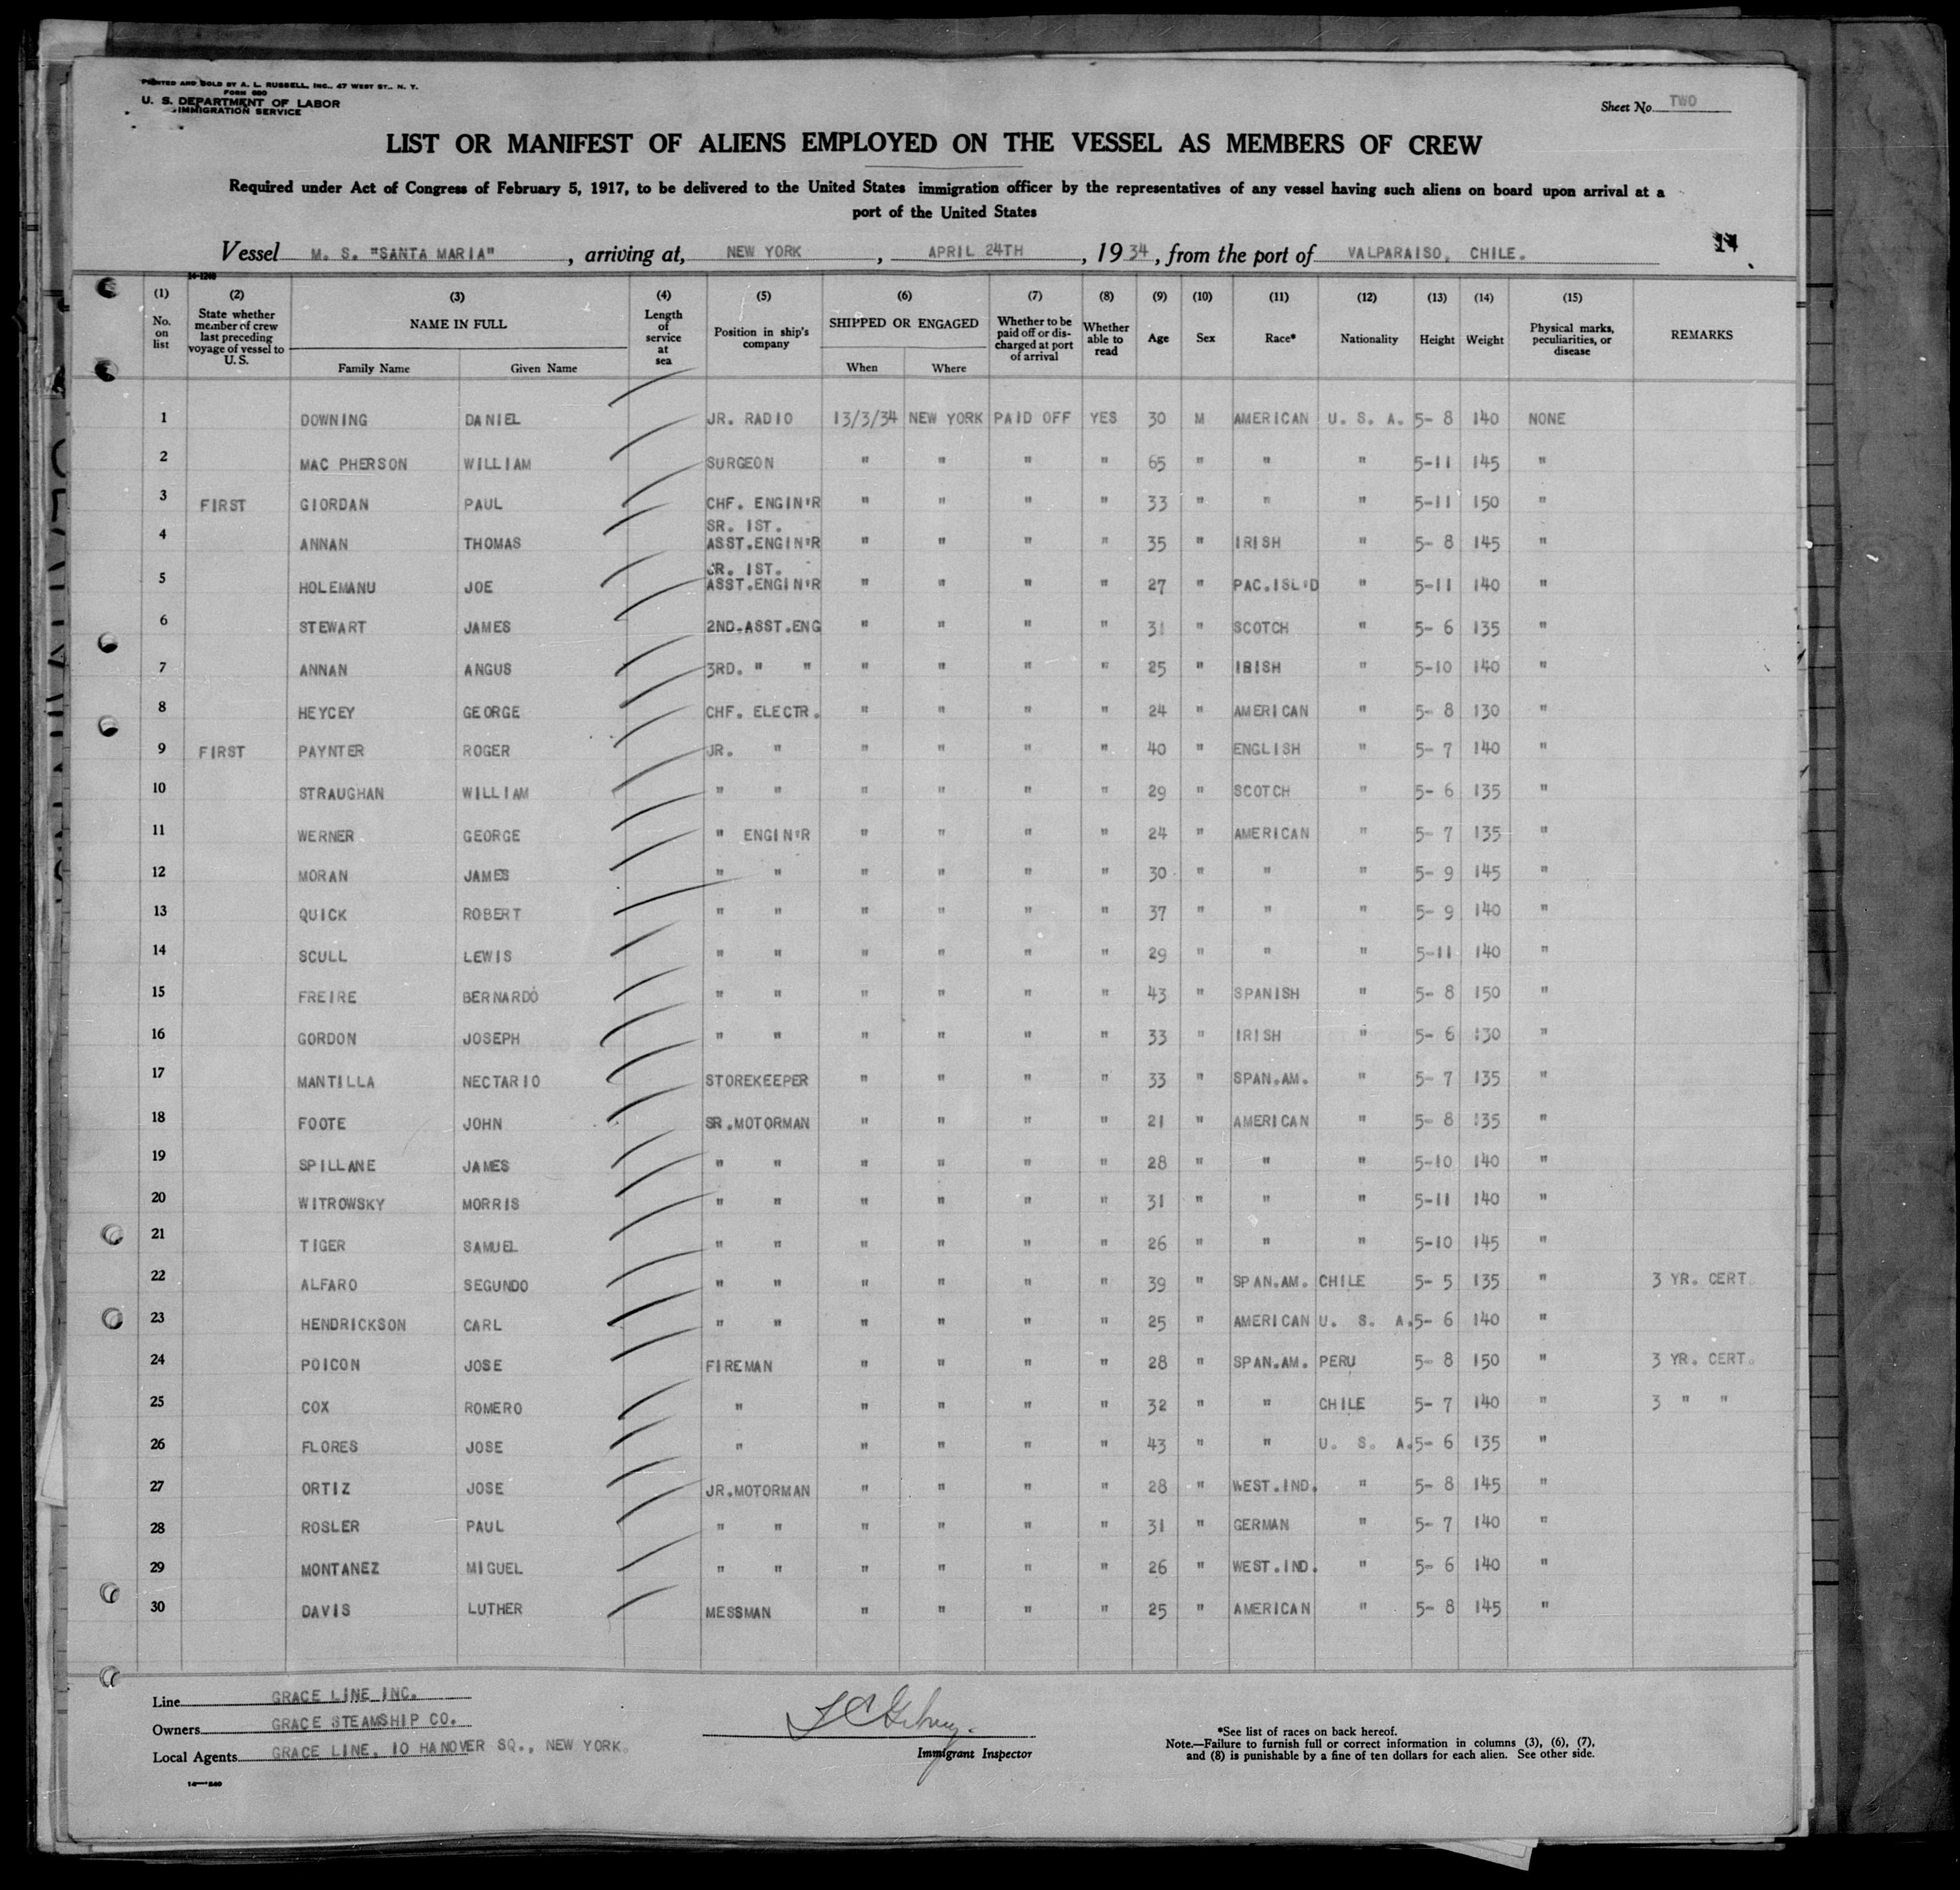 PRINTED AND SOLD BY A. L. RUSSELL, INC., 47 WEST ST., N. Y.
FORM 680
U. S. DEPARTMENT OF LABOR
IMMIGRATION SERVICE
Sheet No. TWO
LIST OR MANIFEST OF ALIENS EMPLOYED ON THE VESSEL AS MEMBERS OF CREW
Required under Act of Congress of February 5, 1917, to be delivered to the United States immigration officer by the representatives of any vessel having such aliens on board upon arrival at a
port of the United States
Vessel M. S. "SANTA MARIA", arriving at, NEW YORK, APRIL 24TH, 1934, from the port of VALPARAISO, CHILE.
(1) (2) (3) (4) (5) (6) (7) (8) (9) (10) (11) (12) (13) (14) (15)
No. on list | State whether member of crew last preceding voyage of vessel to U. S. | NAME IN FULL | Length of service at sea | Position in ship's company | SHIPPED OR ENGAGED | Whether to be paid off or discharged at port of arrival | Whether able to read | Age | Sex | Race* | Nationality | Height | Weight | Physical marks, peculiarities, or disease | REMARKS
Family Name | Given Name | When | Where
1 DOWNING DANIEL JR. RADIO 13/3/34 NEW YORK PAID OFF YES 30 M AMERICAN U. S. A. 5- 8 140 NONE
2 MAC PHERSON WILLIAM SURGEON " " " " 65 " " " 5-11 145 "
3 FIRST GIORDAN PAUL CHF. ENGIN'R " " " " 33 " " " 5-11 150 "
4 ANNAN THOMAS SR. 1ST. ASST.ENGIN'R " " " " 35 " IRISH " 5- 8 145 "
5 HOLEMANU JOE JR. 1ST. ASST.ENGIN'R " " " " 27 " PAC.ISL'D " 5-11 140 "
6 STEWART JAMES 2ND.ASST.ENG " " " " 31 " SCOTCH " 5- 6 135 "
7 ANNAN ANGUS 3RD. " " " " " " 25 " IRISH " 5-10 140 "
8 HEYCEY GEORGE CHF. ELECTR. " " " " 24 " AMERICAN " 5- 8 130 "
9 FIRST PAYNTER ROGER JR. " " " " " 40 " ENGLISH " 5- 7 140 "
10 STRAUGHAN WILLIAM " " " " " " 29 " SCOTCH " 5- 6 135 "
11 WERNER GEORGE " ENGIN'R " " " " 24 " AMERICAN " 5- 7 135 "
12 MORAN JAMES " " " " " " 30 " " " 5- 9 145 "
13 QUICK ROBERT " " " " " " 37 " " " 5- 9 140 "
14 SCULL LEWIS " " " " " " 29 " " " 5-11 140 "
15 FREIRE BERNARDO " " " " " " 43 " SPANISH " 5- 8 150 "
16 GORDON JOSEPH " " " " " " 33 " IRISH " 5- 6 130 "
17 MANTILLA NECTARIO STOREKEEPER " " " " 33 " SPAN.AM. " 5- 7 135 "
18 FOOTE JOHN SR.MOTORMAN " " " " 21 " AMERICAN " 5- 8 135 "
19 SPILLANE JAMES " " " " " " 28 " " " 5-10 140 "
20 WITROWSKY MORRIS " " " " " " 31 " " " 5-11 140 "
21 TIGER SAMUEL " " " " " " 26 " " " 5-10 145 "
22 ALFARO SEGUNDO " " " " " " 39 " SPAN.AM. CHILE 5- 5 135 " 3 YR. CERT.
23 HENDRICKSON CARL " " " " " " 25 " AMERICAN U. S. A. 5- 6 140 "
24 POICON JOSE FIREMAN " " " " 28 " SPAN.AM. PERU 5- 8 150 " 3 YR. CERT.
25 COX ROMERO " " " " " 32 " " CHILE 5- 7 140 " 3 " "
26 FLORES JOSE " " " " " 43 " " U. S. A. 5- 6 135 "
27 ORTIZ JOSE JR.MOTORMAN " " " " 28 " WEST.IND. " 5- 8 145 "
28 ROSLER PAUL " " " " " " 31 " GERMAN " 5- 7 140 "
29 MONTANEZ MIGUEL " " " " " " 26 " WEST.IND. " 5- 6 140 "
30 DAVIS LUTHER MESSMAN " " " " 25 " AMERICAN " 5- 8 145 "
Line GRACE LINE INC.
Owners GRACE STEAMSHIP CO.
Local Agents GRACE LINE, 10 HANOVER SQ., NEW YORK.
Immigrant Inspector
*See list of races on back hereof.
Note.—Failure to furnish full or correct information in columns (3), (6), (7),
and (8) is punishable by a fine of ten dollars for each alien. See other side.